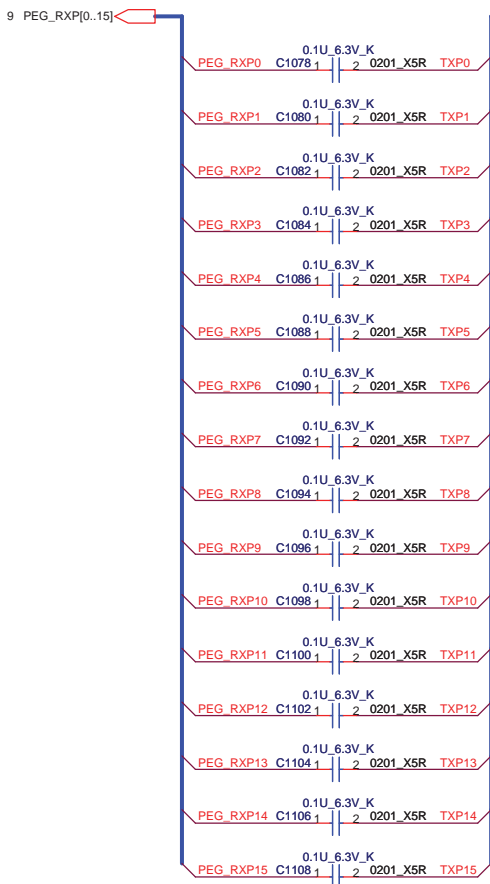 9 PEG_RXP[0..15]
0.1U_6.3V_K
PEG_RXP0 C1078 1 2 0201_X5R TXP0
0.1U_6.3V_K
PEG_RXP1 C1080 1 2 0201_X5R TXP1
0.1U_6.3V_K
PEG_RXP2 C1082 1 2 0201_X5R TXP2
0.1U_6.3V_K
PEG_RXP3 C1084 1 2 0201_X5R TXP3
0.1U_6.3V_K
PEG_RXP4 C1086 1 2 0201_X5R TXP4
0.1U_6.3V_K
PEG_RXP5 C1088 1 2 0201_X5R TXP5
0.1U_6.3V_K
PEG_RXP6 C1090 1 2 0201_X5R TXP6
0.1U_6.3V_K
PEG_RXP7 C1092 1 2 0201_X5R TXP7
0.1U_6.3V_K
PEG_RXP8 C1094 1 2 0201_X5R TXP8
0.1U_6.3V_K
PEG_RXP9 C1096 1 2 0201_X5R TXP9
0.1U_6.3V_K
PEG_RXP10 C1098 1 2 0201_X5R TXP10
0.1U_6.3V_K
PEG_RXP11 C1100 1 2 0201_X5R TXP11
0.1U_6.3V_K
PEG_RXP12 C1102 1 2 0201_X5R TXP12
0.1U_6.3V_K
PEG_RXP13 C1104 1 2 0201_X5R TXP13
0.1U_6.3V_K
PEG_RXP14 C1106 1 2 0201_X5R TXP14
0.1U_6.3V_K
PEG_RXP15 C1108 1 2 0201_X5R TXP15